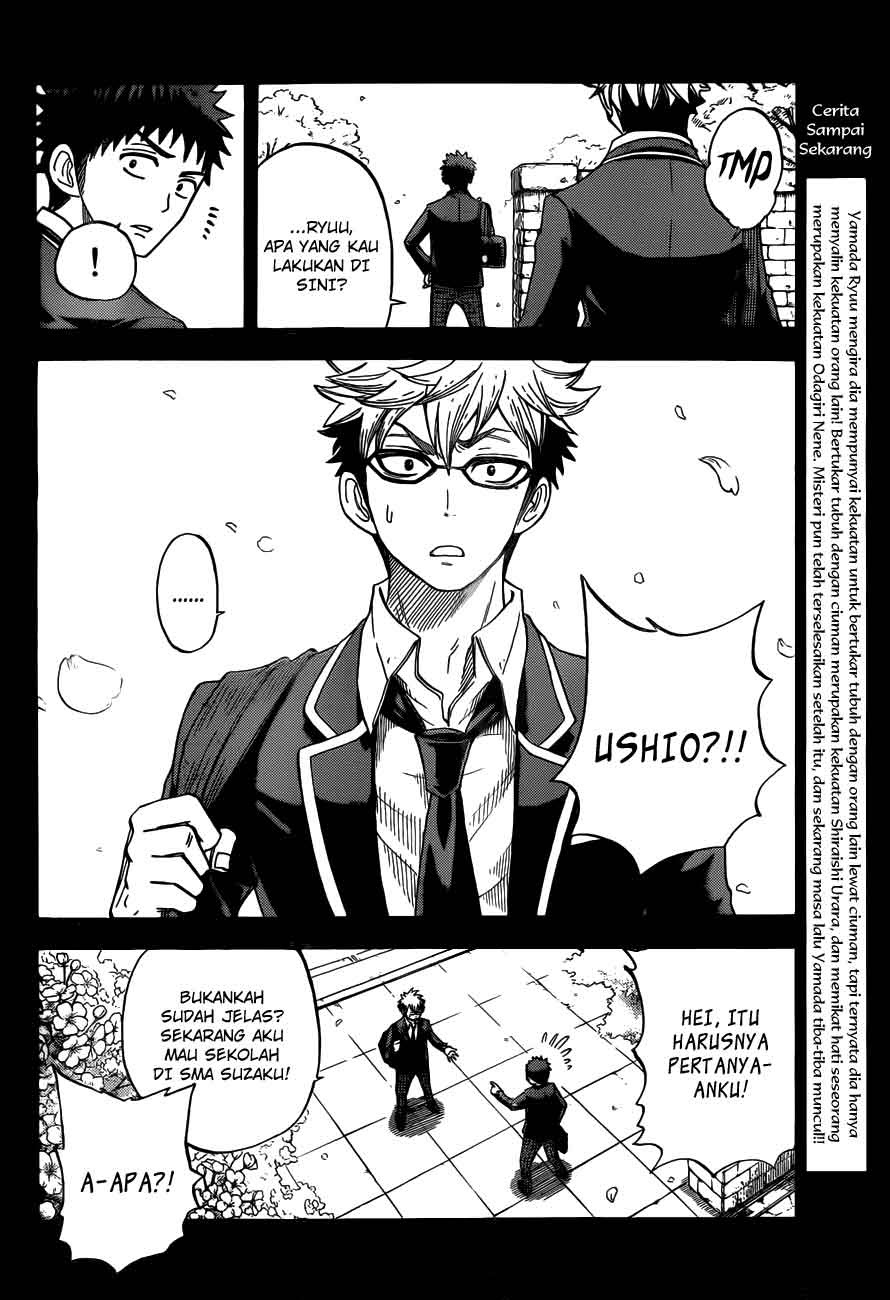 Cerita
Sampai
Sekarang
Yamada Ryuu mengira dia mempunyai kekuatan untuk bertukar tubuh dengan orang lain lewat ciuman, tapi ternyata dia hanya
menyalin kekuatan orang lain! Bertukar tubuh dengan ciuman merupakan kekuatan Shiraishi Urara, dan memikat hati seseorang
merupakan kekuatan Odagiri Nene. Misteri pun telah terselesaikan setelah itu, dan sekarang masa lalu Yamada tiba-tiba muncul!!
TMP
...RYUU,
APA YANG KAU
LAKUKAN DI
SINI?
!
USHIO?!!
......
HEI, ITU
HARUSNYA
PERTANYA-
ANKU!
BUKANKAH
SUDAH JELAS?
SEKARANG AKU
MAU SEKOLAH
DI SMA SUZAKU!
A-APA?!